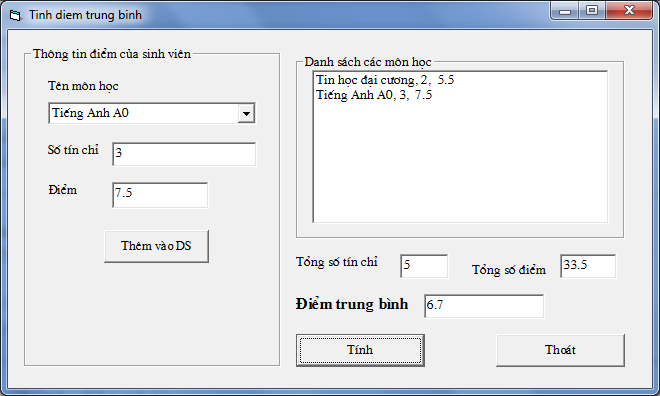 Tinh diem trung binh
Thông tin điểm của sinh viên
Tên môn học
Tiếng Anh A0
Số tín chỉ
3
Điểm
7.5
Thêm vào DS
Danh sách các môn học
Tin học đại cương, 2, 5.5
Tiếng Anh A0, 3, 7.5
Tổng số tín chỉ
5
Tổng số điểm
33.5
Điểm trung bình
6.7
Tính
Thoát